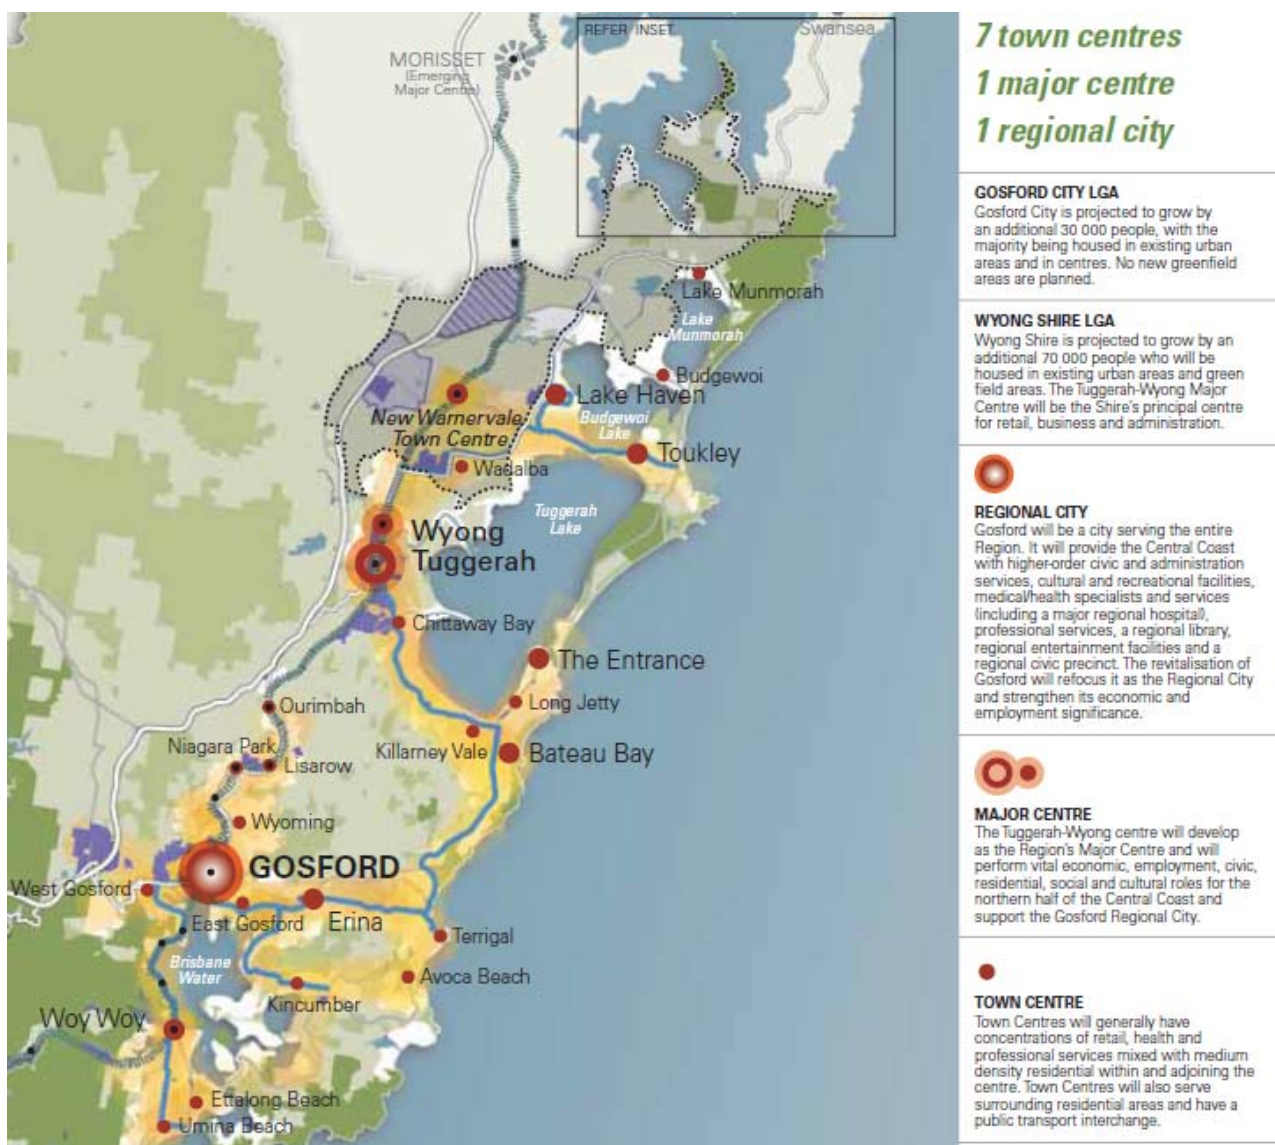 REFER INSET
Swansea
MORISSET
(Emerging
Major Centre)
Lake Munmorah
Lake
Munmorah
Budgewoi
Lake Haven
New Warnervale
Town Centre
Budgewoi
Lake
Toukley
Wadalba
Tuggerah
Lake
Wyong
Tuggerah
Chittaway Bay
The Entrance
Long Jetty
Ourimbah
Niagara Park
Lisarow
Killarney Vale
Bateau Bay
Wyoming
GOSFORD
West Gosford
East Gosford
Erina
Terrigal
Brisbane
Water
Avoca Beach
Kincumber
Woy Woy
Ettalong Beach
Umina Beach
7 town centres
1 major centre
1 regional city
GOSFORD CITY LGA
Gosford City is projected to grow by
an additional 30 000 people, with the
majority being housed in existing urban
areas and in centres. No new greenfield
areas are planned.
WYONG SHIRE LGA
Wyong Shire is projected to grow by an
additional 70 000 people who will be
housed in existing urban areas and green
field areas. The Tuggerah-Wyong Major
Centre will be the Shire's principal centre
for retail, business and administration.
REGIONAL CITY
Gosford will be a city serving the entire
Region. It will provide the Central Coast
with higher-order civic and administration
services, cultural and recreational facilities,
medical/health specialists and services
(including a major regional hospital),
professional services, a regional library,
regional entertainment facilities and a
regional civic precinct. The revitalisation of
Gosford will refocus it as the Regional City
and strengthen its economic and
employment significance.
MAJOR CENTRE
The Tuggerah-Wyong centre will develop
as the Region's Major Centre and will
perform vital economic, employment, civic,
residential, social and cultural roles for the
northern half of the Central Coast and
support the Gosford Regional City.
TOWN CENTRE
Town Centres will generally have
concentrations of retail, health and
professional services mixed with medium
density residential within and adjoining the
centre. Town Centres will also serve
surrounding residential areas and have a
public transport interchange.